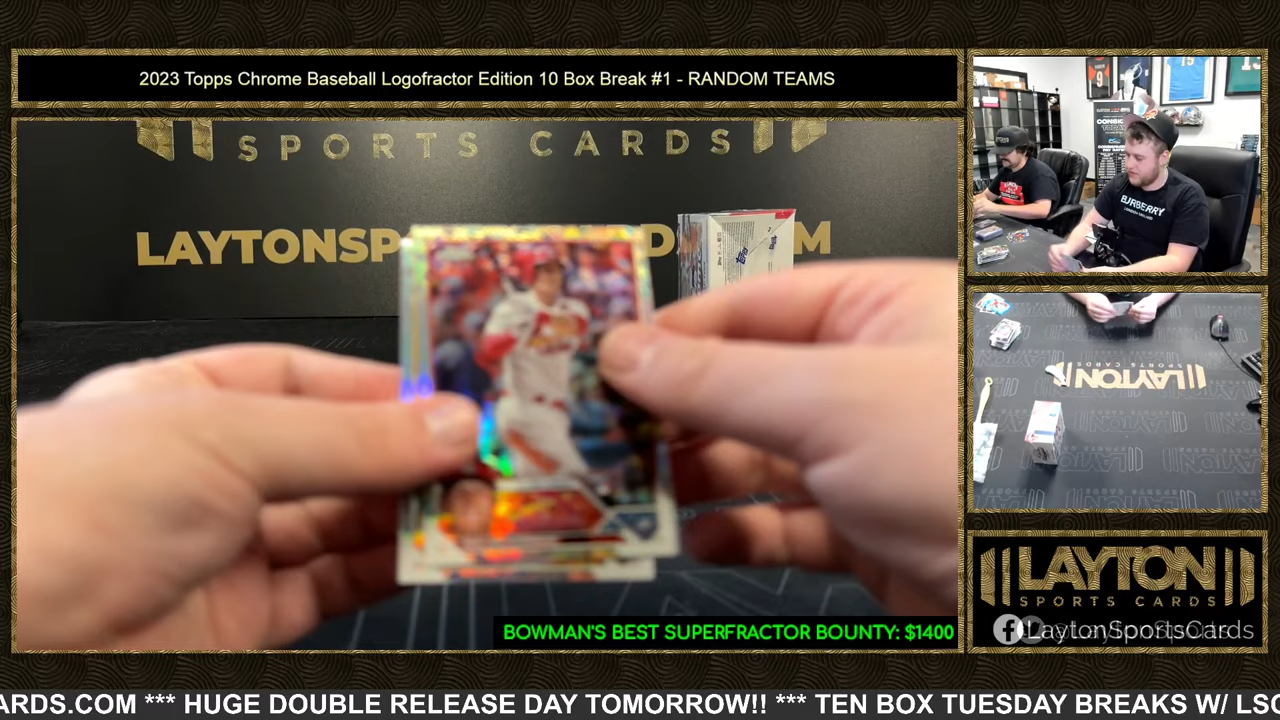 2023 Topps Chrome Baseball Logofractor Edition 10 Box Break #1 - RANDOM TEAMS
SPORTS CARDS
LAYTONSP
M
BURBERRY
LAYTON
LAYTON
SPORTS CARDS
LaytonSportsCards
BOWMAN'S BEST SUPERFRACTOR BOUNTY: $1400
ARDS.COM *** HUGE DOUBLE RELEASE DAY TOMORROW!! *** TEN BOX TUESDAY BREAKS W/ LSC